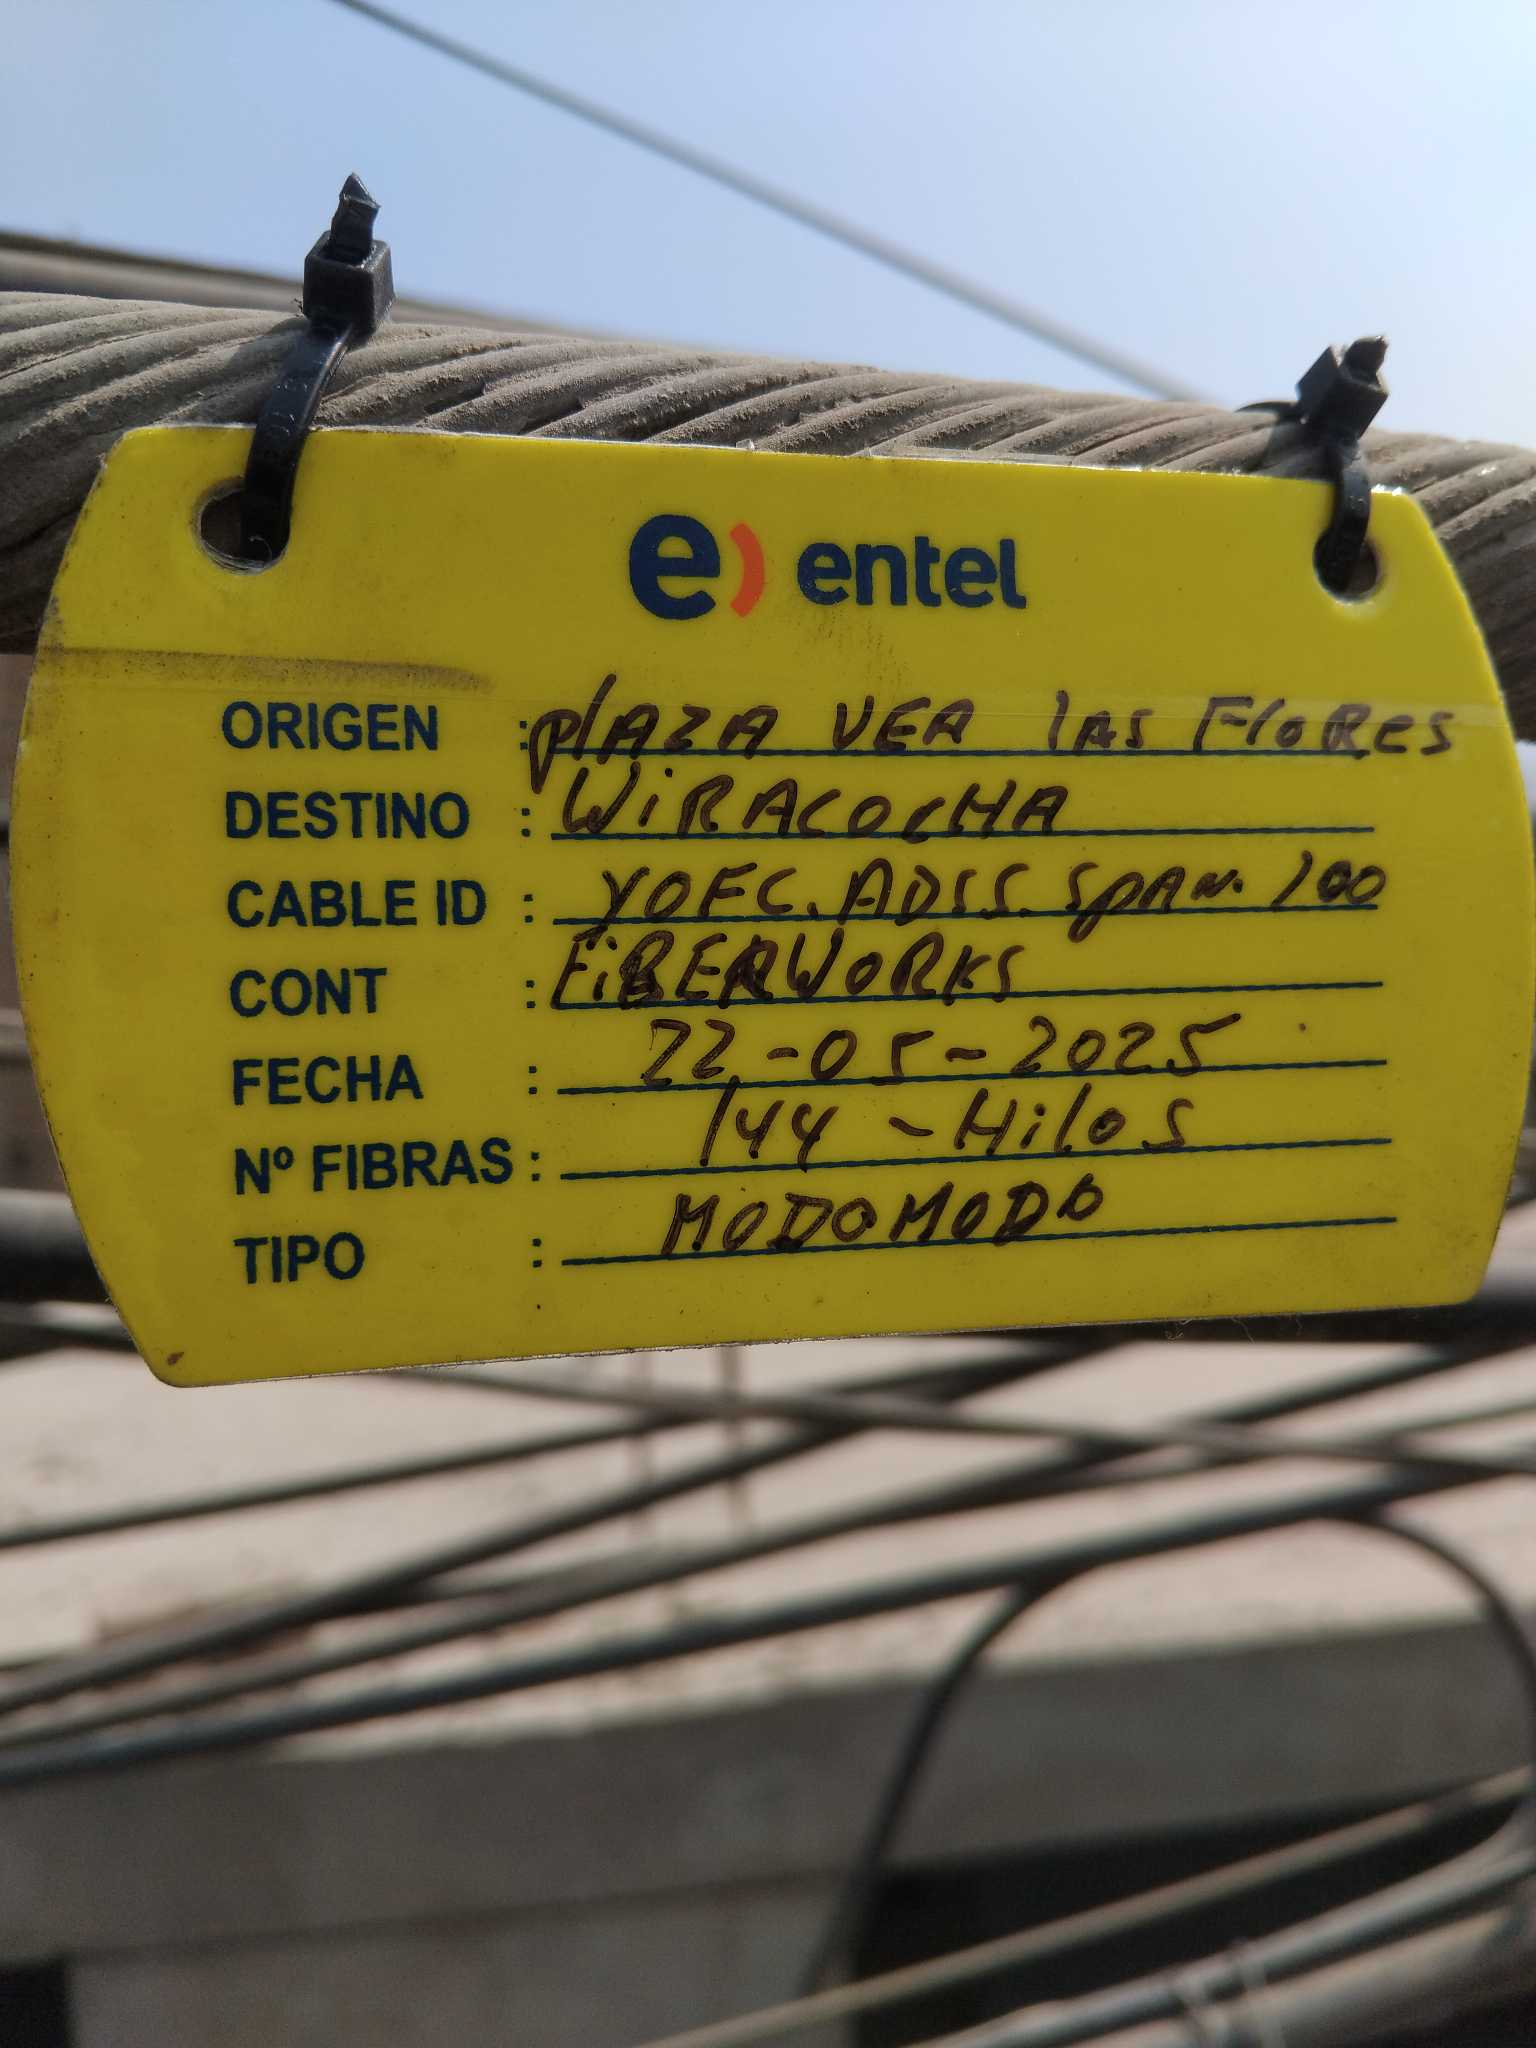 e) entel
ORIGEN : plAZA VEA lAS FloRes
DESTINO : WiRACOCHA
CABLE ID : YOFC. ADSS. SpAN. 100
CONT : FiBERWORKS
FECHA : 22-05-2025
Nº FIBRAS : 144 - Hilos
TIPO : MODOMODO